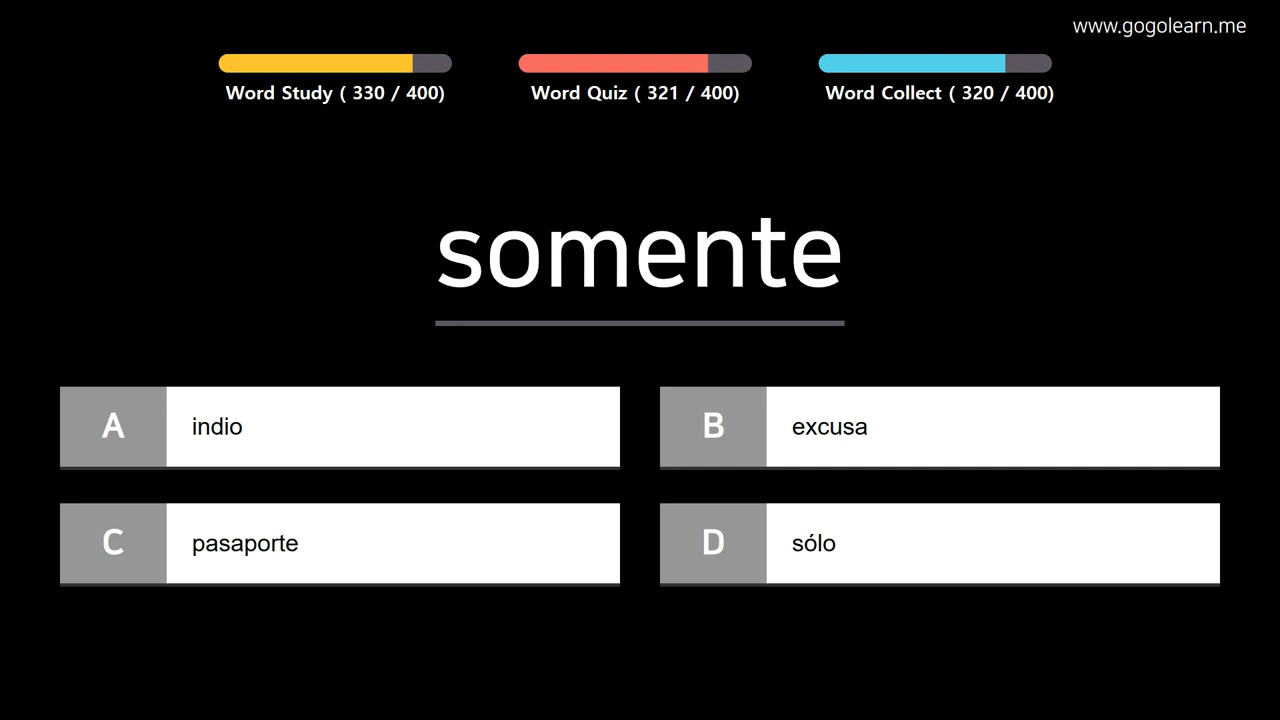 www.gogolearn.me
Word Study ( 330 / 400)
Word Quiz ( 321 / 400)
Word Collect ( 320 / 400)
somente
A indio
B excusa
C pasaporte
D sólo